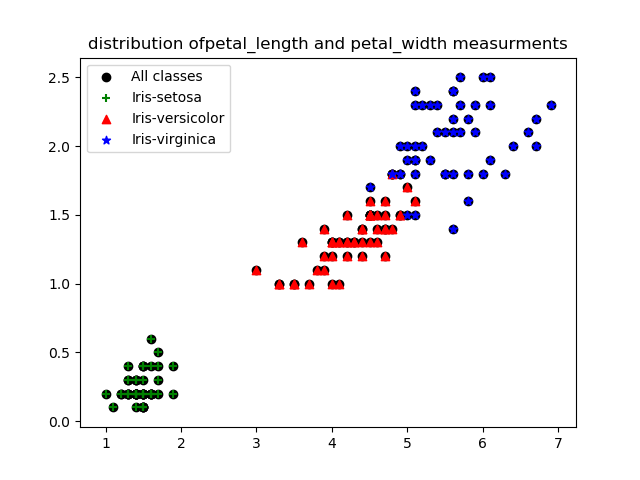 distribution ofpetal_length and petal_width measurments
All classes
Iris-setosa
Iris-versicolor
Iris-virginica
2.5
2.0
1.5
1.0
0.5
0.0
1 2 3 4 5 6 7